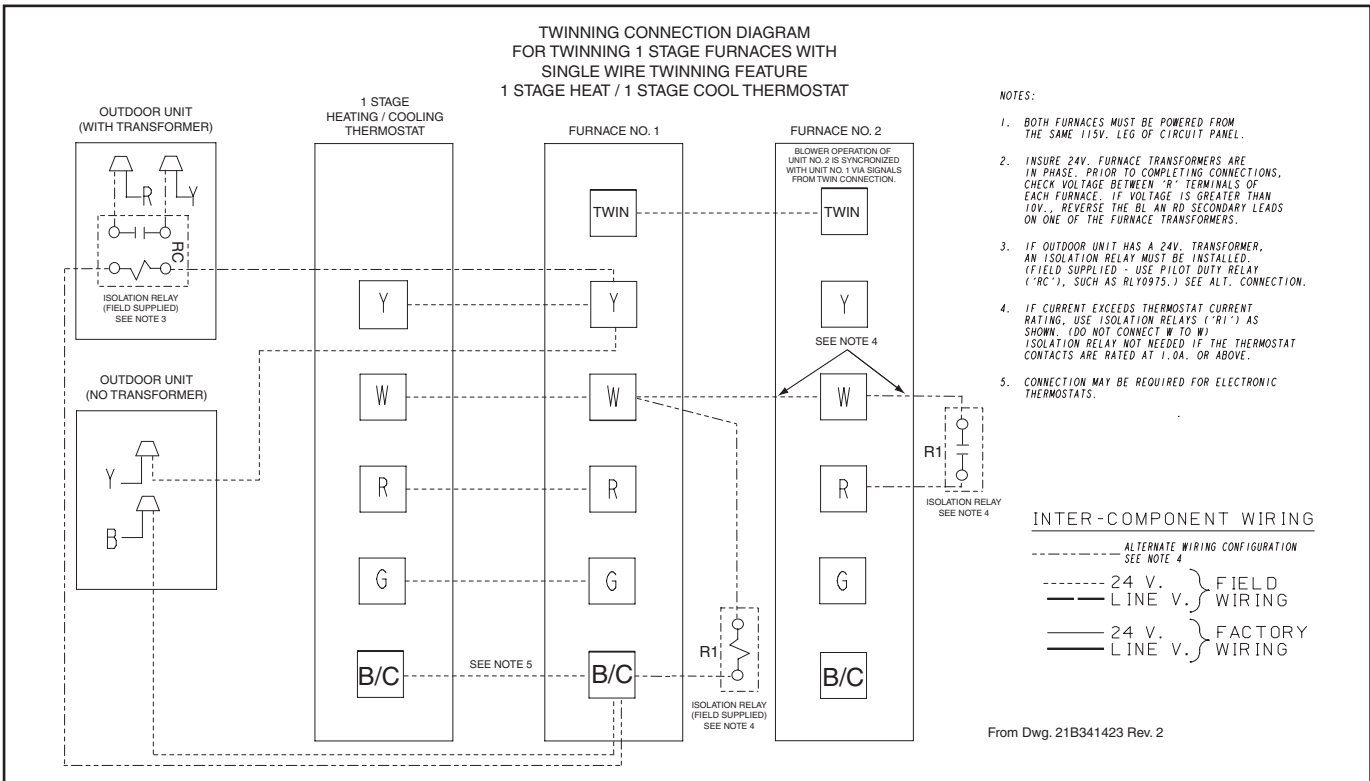 TWINNING CONNECTION DIAGRAM
FOR TWINNING 1 STAGE FURNACES WITH
SINGLE WIRE TWINNING FEATURE
1 STAGE HEAT / 1 STAGE COOL THERMOSTAT
OUTDOOR UNIT
(WITH TRANSFORMER)
R
Y
RC
ISOLATION RELAY
(FIELD SUPPLIED)
SEE NOTE 3
OUTDOOR UNIT
(NO TRANSFORMER)
Y
B
1 STAGE
HEATING / COOLING
THERMOSTAT
Y
W
R
G
B/C
SEE NOTE 5
FURNACE NO. 1
TWIN
Y
W
R
G
B/C
R1
ISOLATION RELAY
(FIELD SUPPLIED)
SEE NOTE 4
FURNACE NO. 2
BLOWER OPERATION OF
UNIT NO. 2 IS SYNCRONIZED
WITH UNIT NO. 1 VIA SIGNALS
FROM TWIN CONNECTION.
TWIN
Y
SEE NOTE 4
W
R
G
B/C
R1
ISOLATION RELAY
SEE NOTE 4
NOTES:
1. BOTH FURNACES MUST BE POWERED FROM
THE SAME 115V. LEG OF CIRCUIT PANEL.
2. INSURE 24V. FURNACE TRANSFORMERS ARE
IN PHASE. PRIOR TO COMPLETING CONNECTIONS,
CHECK VOLTAGE BETWEEN 'R' TERMINALS OF
EACH FURNACE. IF VOLTAGE IS GREATER THAN
10V., REVERSE THE BL AN RD SECONDARY LEADS
ON ONE OF THE FURNACE TRANSFORMERS.
3. IF OUTDOOR UNIT HAS A 24V. TRANSFORMER,
AN ISOLATION RELAY MUST BE INSTALLED.
(FIELD SUPPLIED - USE PILOT DUTY RELAY
('RC'), SUCH AS RLY0975.) SEE ALT. CONNECTION.
4. IF CURRENT EXCEEDS THERMOSTAT CURRENT
RATING, USE ISOLATION RELAYS ('R1') AS
SHOWN. (DO NOT CONNECT W TO W)
ISOLATION RELAY NOT NEEDED IF THE THERMOSTAT
CONTACTS ARE RATED AT 1.0A. OR ABOVE.
5. CONNECTION MAY BE REQUIRED FOR ELECTRONIC
THERMOSTATS.
INTER-COMPONENT WIRING
ALTERNATE WIRING CONFIGURATION
SEE NOTE 4
24 V. FIELD
LINE V. WIRING
24 V. FACTORY
LINE V. WIRING
From Dwg. 21B341423 Rev. 2